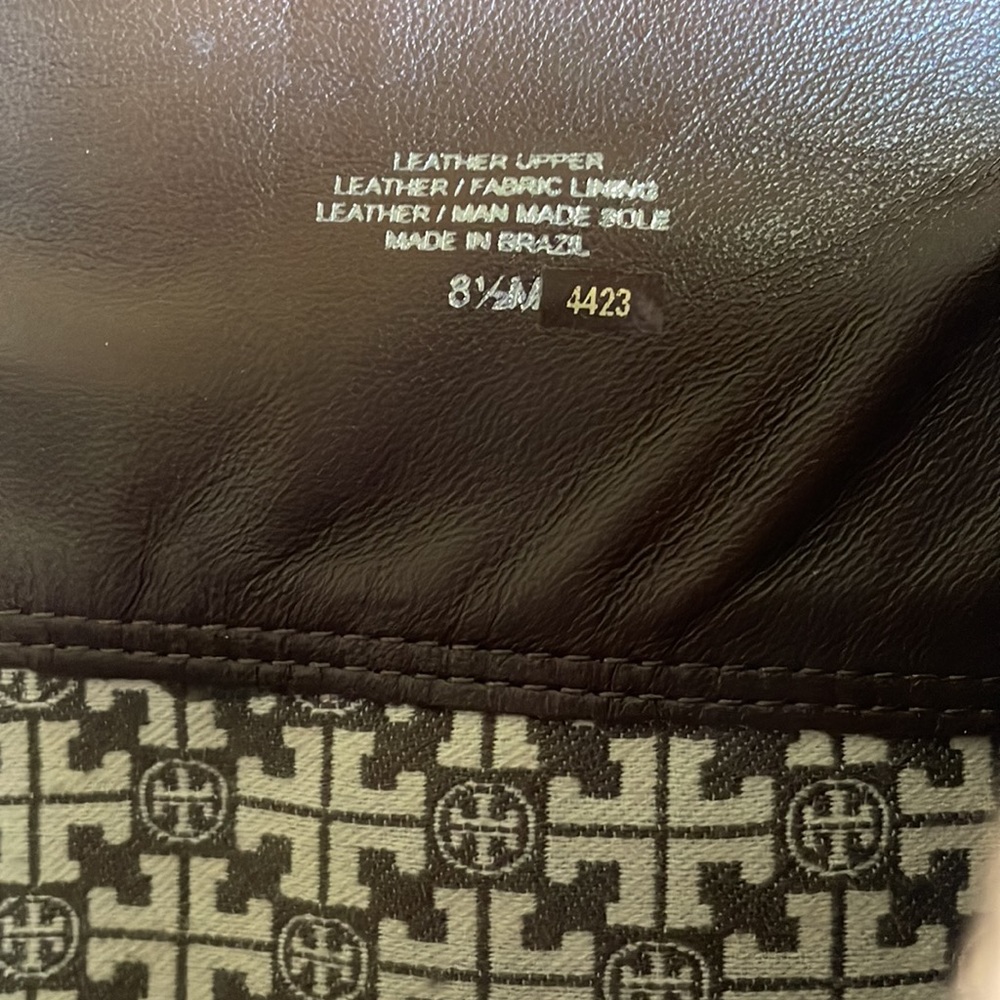 LEATHER UPPER
LEATHER / FABRIC LINING
LEATHER / MAN MADE SOLE
MADE IN BRAZIL
8½M 4423